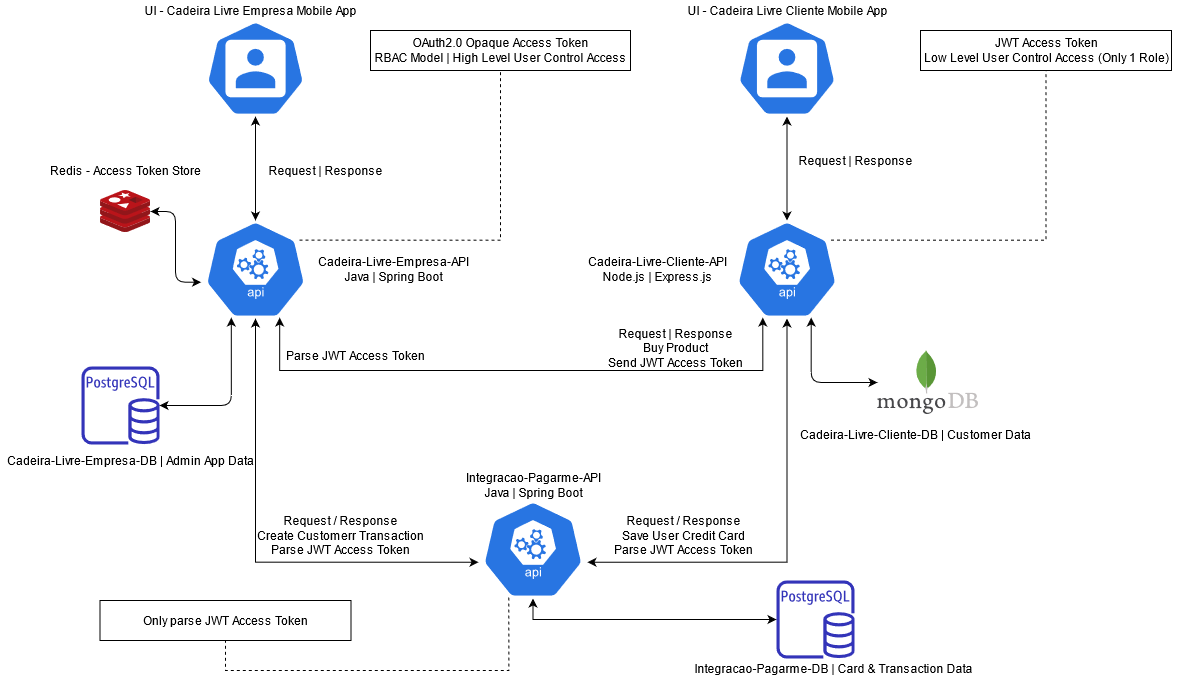 UI - Cadeira Livre Empresa Mobile App
UI - Cadeira Livre Cliente Mobile App
OAuth2.0 Opaque Access Token
RBAC Model | High Level User Control Access
JWT Access Token
Low Level User Control Access (Only 1 Role)
Request | Response
Request | Response
Redis - Access Token Store
Cadeira-Livre-Empresa-API
Java | Spring Boot
api
Cadeira-Livre-Cliente-API
Node.js | Express.js
api
Parse JWT Access Token
Request | Response
Buy Product
Send JWT Access Token
PostgreSQL
Cadeira-Livre-Empresa-DB | Admin App Data
mongoDB
Cadeira-Livre-Cliente-DB | Customer Data
Integracao-Pagarme-API
Java | Spring Boot
api
Request / Response
Create Customerr Transaction
Parse JWT Access Token
Request / Response
Save User Credit Card
Parse JWT Access Token
Only parse JWT Access Token
PostgreSQL
Integracao-Pagarme-DB | Card & Transaction Data